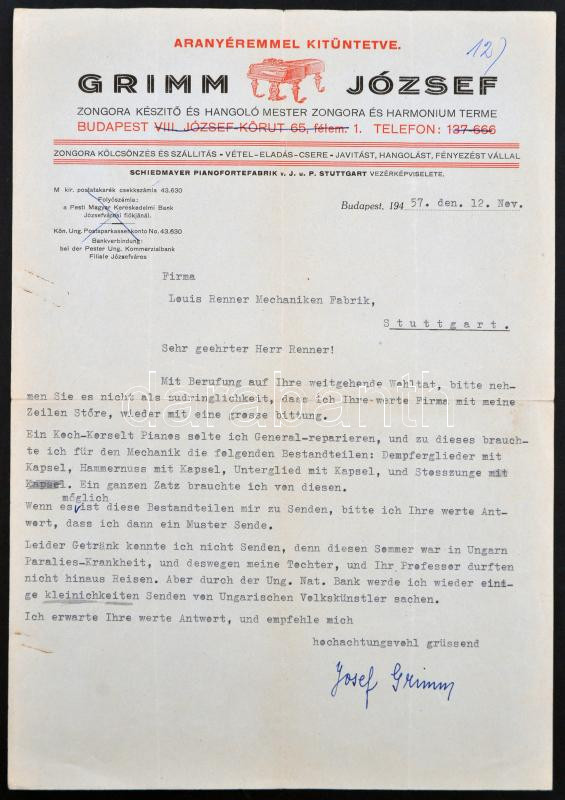 ARANYÉREMMEL KITÜNTETVE.
12)
GRIMM JÓZSEF
ZONGORA KÉSZITŐ ÉS HANGOLÓ MESTER ZONGORA ÉS HARMONIUM TERME
BUDAPEST VIII, JÓZSEF-KÖRUT 65, félem. 1. TELEFON: 137-666
ZONGORA KÖLCSÖNZÉS ÉS SZÁLLITÁS - VÉTEL-ELADÁS-CSERE - JAVITÁST, HANGOLÁST, FÉNYEZÉST VÁLLAL
SCHIEDMAYER PIANOFORTEFABRIK v. J. u. P. STUTTGART VEZÉRKÉPVISELETE.
M kir. postatakarék csekkszámla 43.630
Folyószámla:
a Pesti Magyar Kereskedelmi Bank
Józsefvárosi fiókjánál.
Kön. Ung. Postsparkassenkonto No. 43.630
Bankverbindung:
bei der Pester Ung. Kommerzialbank
Filiale Józsefváros
Budapest, 194 57. den. 12. Nov.
Firma
Louis Renner Mechaniken Fabrik,
Stuttgart.
Sehr geehrter Herr Renner!
Mit Berufung auf Ihre weitgehende Wohltat, bitte neh-
men Sie es nicht als zudringlichkeit, dass ich Ihre werte Firma mit meine
Zeilen Störe, wieder mit eine grosse bittung.
Ein Koch-Korselt Pianos solte ich General-reparieren, und zu dieses brauch-
te ich für den Mechanik die folgenden Bestandteilen: Dempferglieder mit
Kapsel, Hammernuss mit Kapsel, Unterglied mit Kapsel, und Stosszunge mit
Kapsel. Ein ganzen Zatz brauchte ich von diesen.
möglich
Wenn es ist diese Bestandteilen mir zu Senden, bitte ich Ihre werte Ant-
wort, dass ich dann ein Muster Sende.
Leider Getränk konnte ich nicht Senden, denn diesen Sommer war in Ungarn
Paralies-Krankheit, und deswegen meine Tochter, und Ihr Professor durften
nicht hinaus Reisen. Aber durch der Ung. Nat. Bank werde ich wieder eini-
ge kleinichkeiten Senden von Ungarischen Volkskünstler sachen.
Ich erwarte Ihre werte Antwort, und empfehle mich
hochachtungsvohl grüssend
Josef Grimm
darabanth